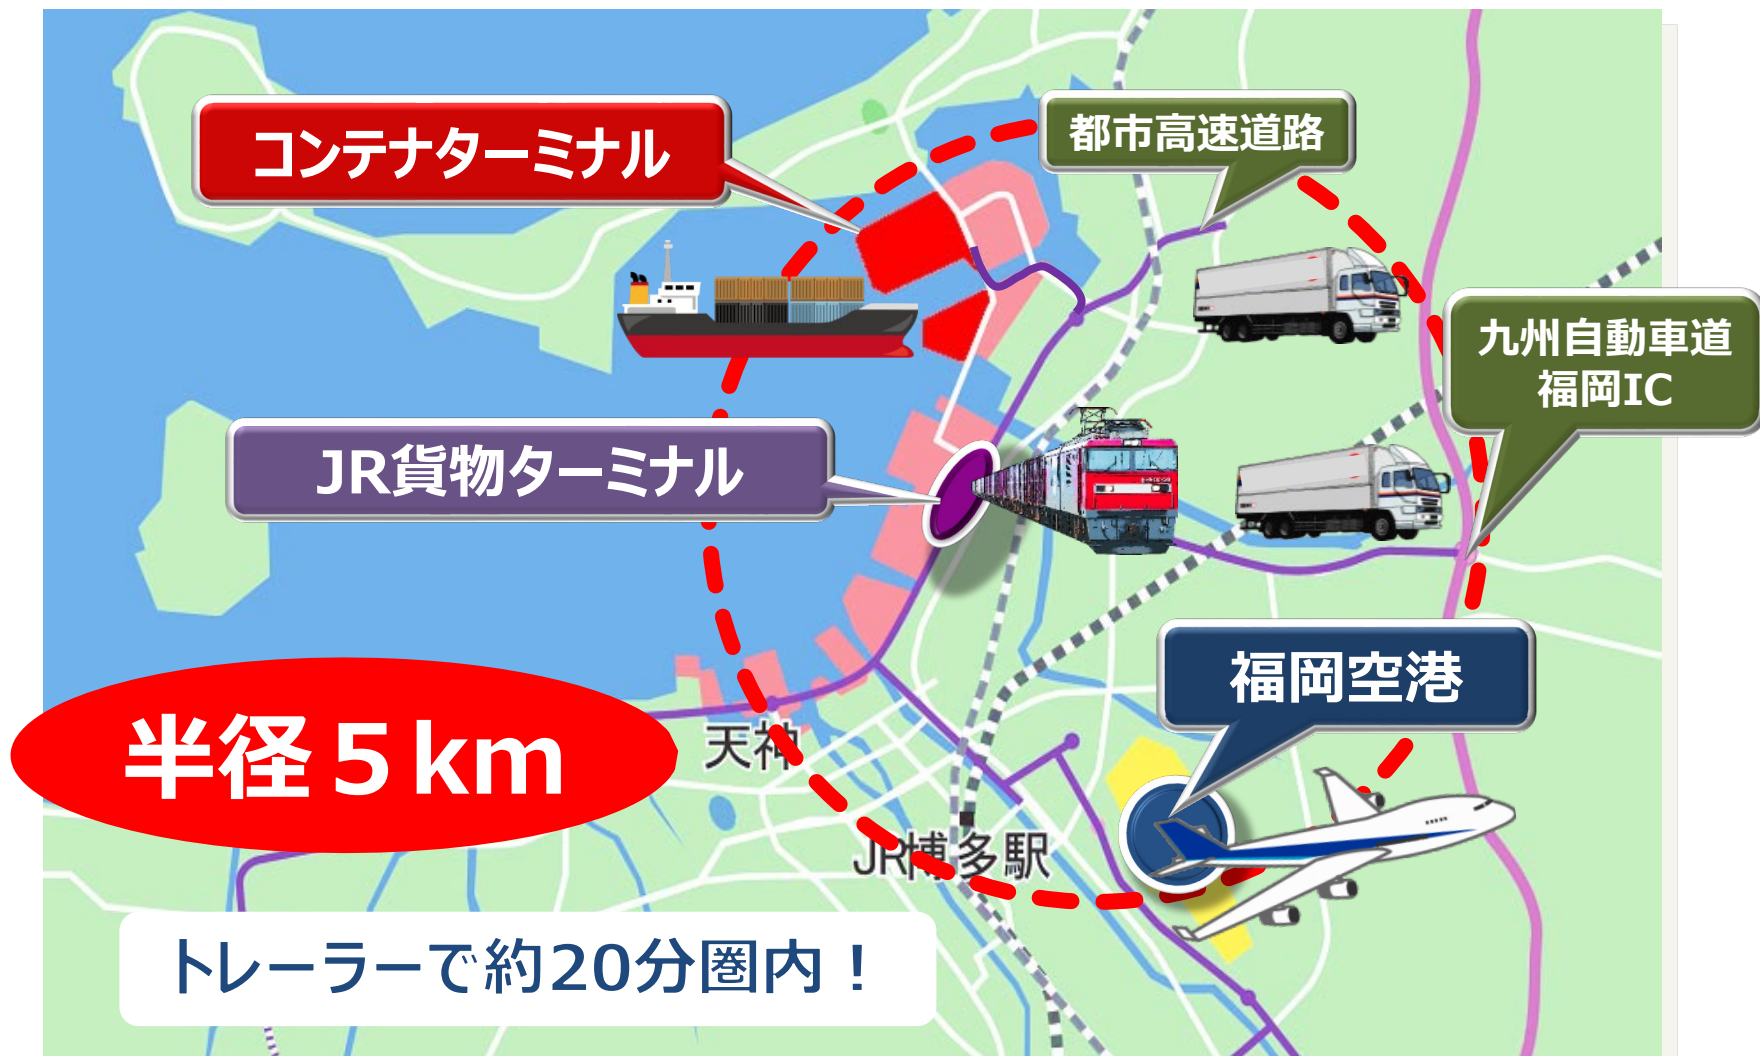 コンテナターミナル
都市高速道路
九州自動車道
福岡IC
JR貨物ターミナル
福岡空港
半径５km
天神
JR博多駅
トレーラーで約20分圏内！